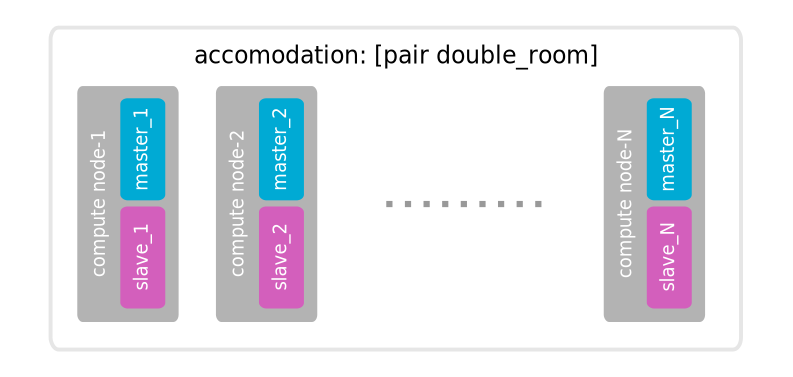 accomodation: [pair double_room]
compute node-1
master_1
slave_1
compute node-2
master_2
slave_2
compute node-N
master_N
slave_N